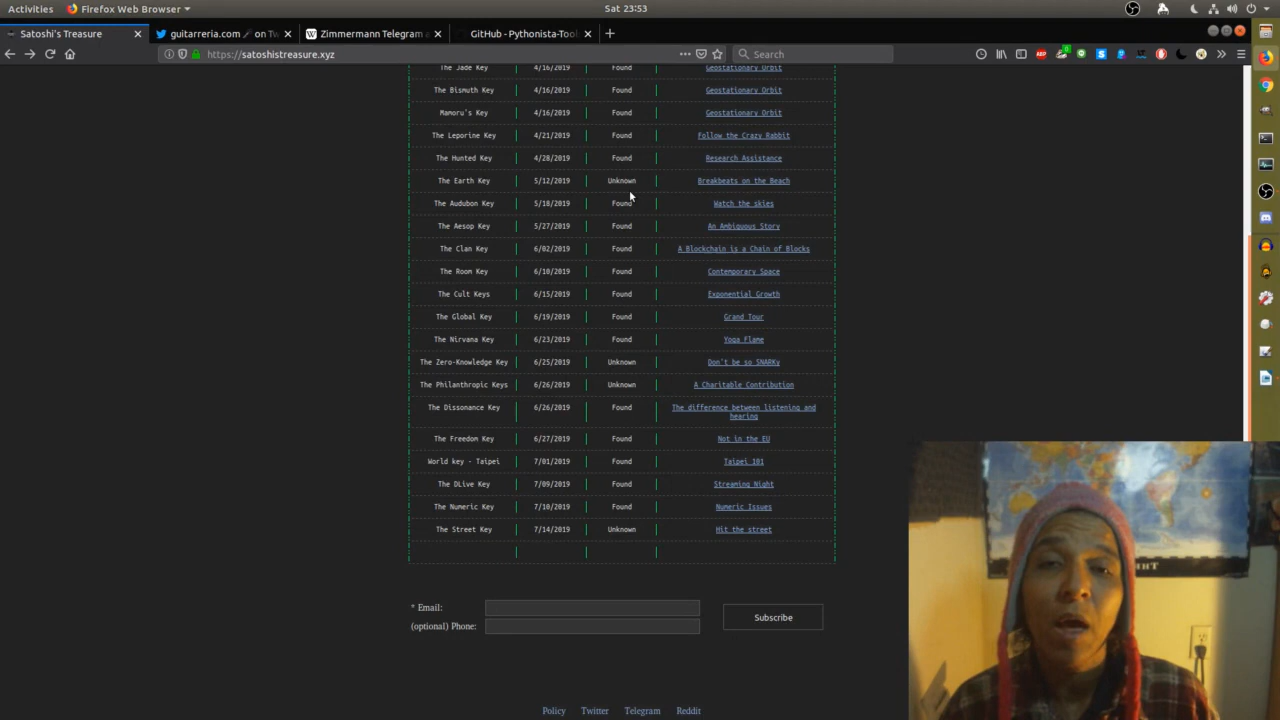 Activities Firefox Web Browser Sat 23:53
Satoshi's Treasure guitarreria.com on Tw Zimmermann Telegram a GitHub - Pythonista-Tool
https://satoshistreasure.xyz Search
The Jade Key 4/16/2019 Found Geostationary Orbit
The Bismuth Key 4/16/2019 Found Geostationary Orbit
Mamoru's Key 4/16/2019 Found Geostationary Orbit
The Leporine Key 4/21/2019 Found Follow the Crazy Rabbit
The Hunted Key 4/28/2019 Found Research Assistance
The Earth Key 5/12/2019 Unknown Breakbeats on the Beach
The Audubon Key 5/18/2019 Found Watch the skies
The Aesop Key 5/27/2019 Found An Ambiguous Story
The Clan Key 6/02/2019 Found A Blockchain is a Chain of Blocks
The Room Key 6/10/2019 Found Contemporary Space
The Cult Keys 6/15/2019 Found Exponential Growth
The Global Key 6/19/2019 Found Grand Tour
The Nirvana Key 6/23/2019 Found Yoga Flame
The Zero-Knowledge Key 6/25/2019 Unknown Don't be so SNARKy
The Philanthropic Keys 6/26/2019 Unknown A Charitable Contribution
The Dissonance Key 6/26/2019 Found The difference between listening and
hearing
The Freedom Key 6/27/2019 Found Not in the EU
World key - Taipei 7/01/2019 Found Taipei 101
The DLive Key 7/09/2019 Found Streaming Night
The Numeric Key 7/10/2019 Found Numeric Issues
The Street Key 7/14/2019 Unknown Hit the street
* Email:
Subscribe
(optional) Phone:
Policy Twitter Telegram Reddit